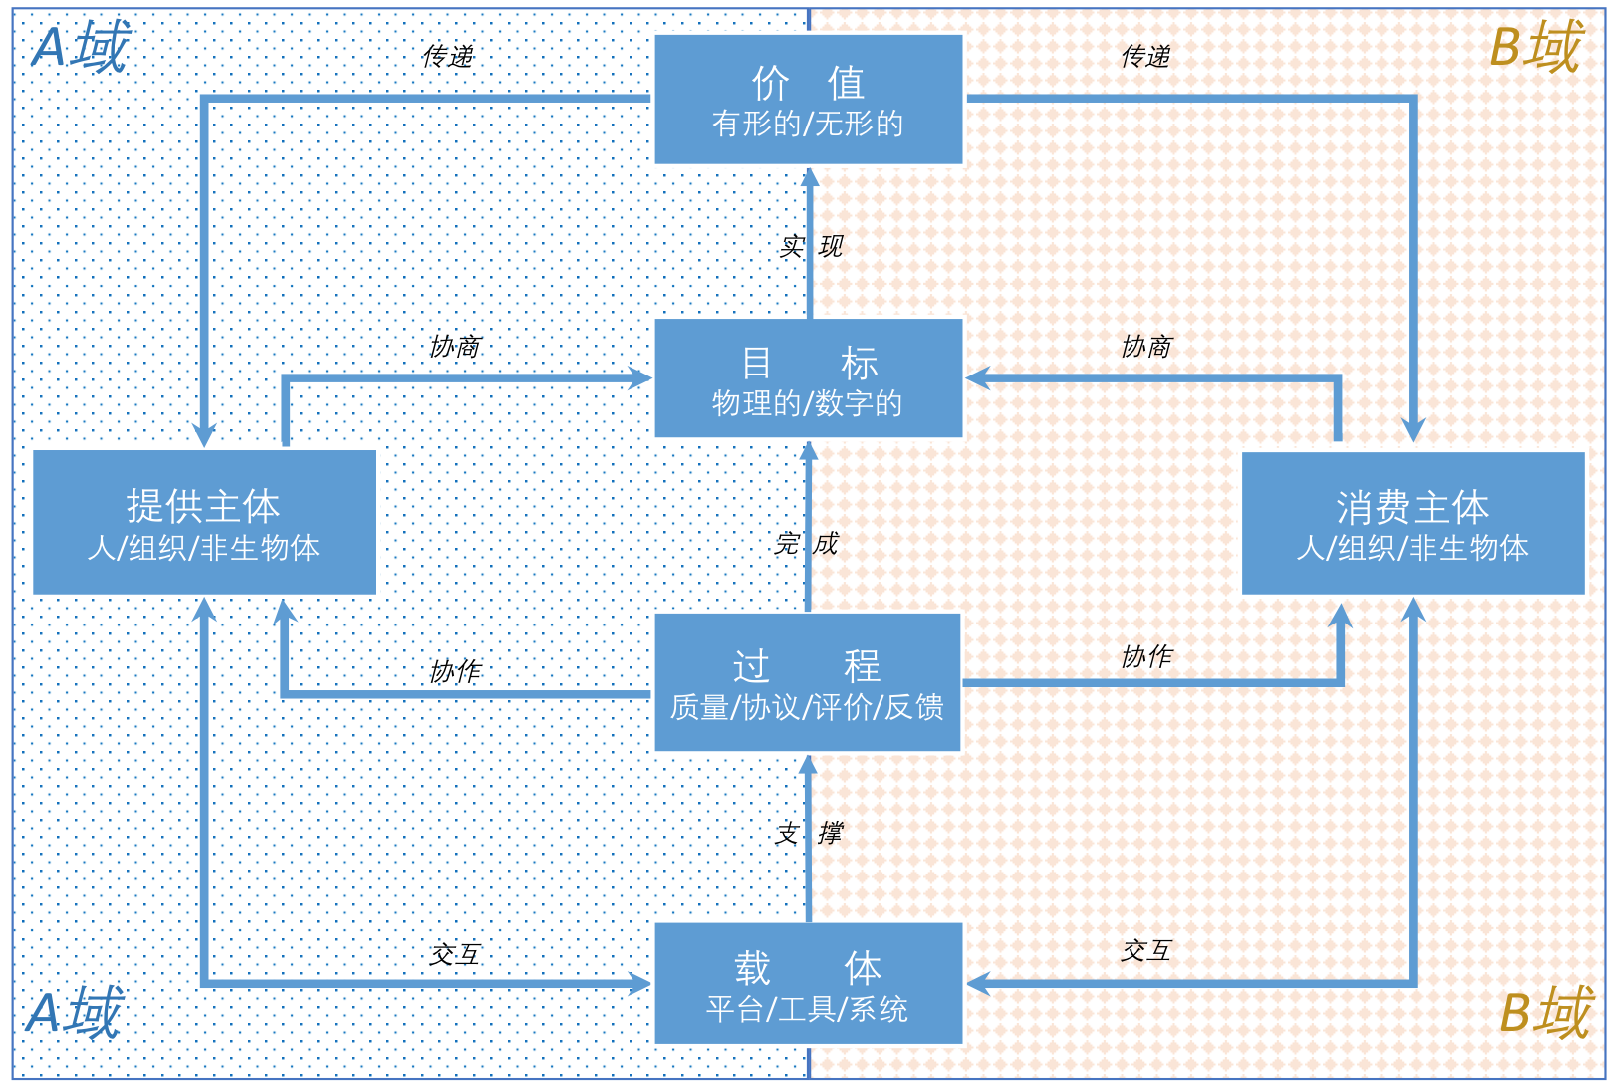 A域
B域
传递
传递
价 值
有形的/无形的
实 现
协商
协商
目 标
物理的/数字的
提供主体
人/组织/非生物体
消费主体
人/组织/非生物体
完 成
协作
协作
过 程
质量/协议/评价/反馈
支 撑
交互
交互
载 体
平台/工具/系统
A域
B域